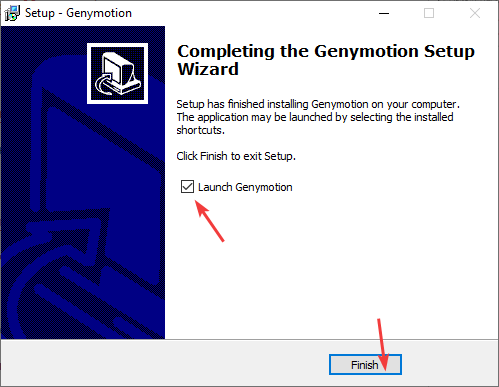 Setup - Genymotion
Completing the Genymotion Setup
Wizard
Setup has finished installing Genymotion on your computer.
The application may be launched by selecting the installed
shortcuts.
Click Finish to exit Setup.
Launch Genymotion
Finish